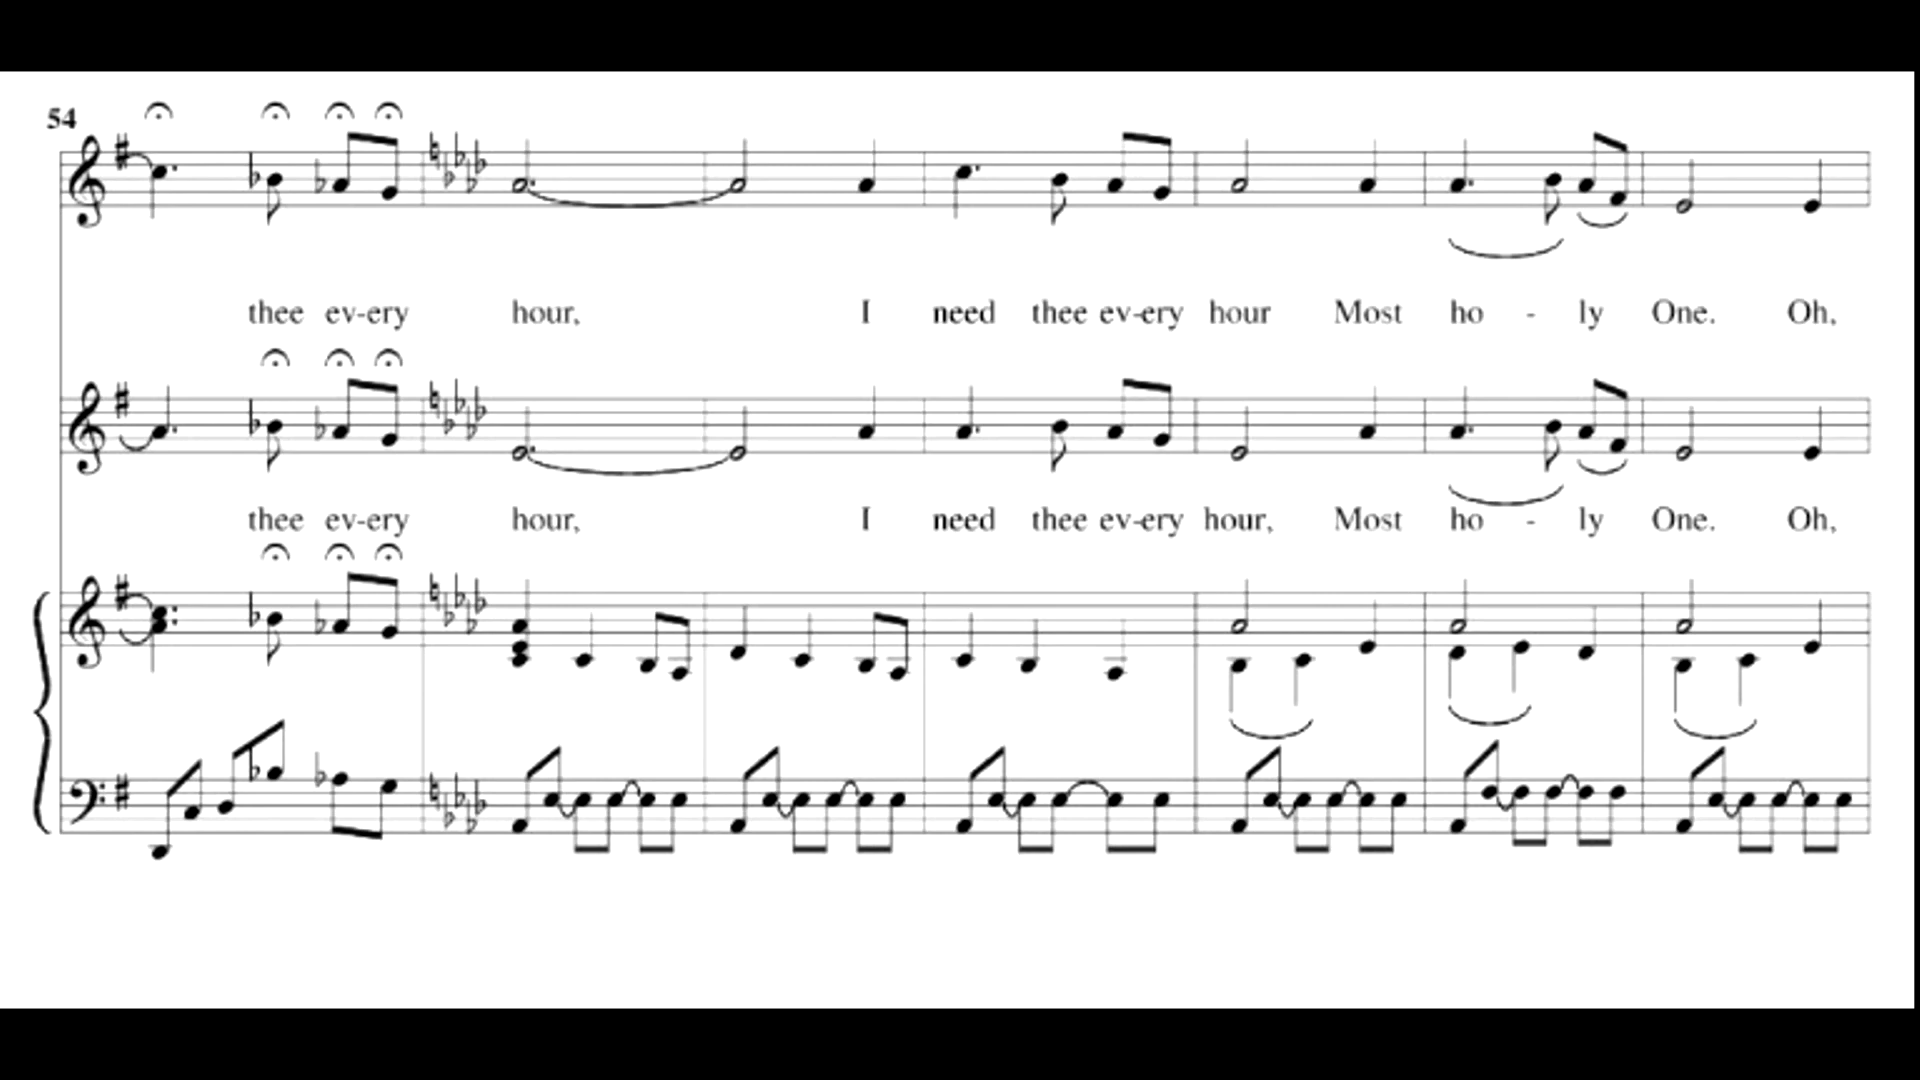 54
thee ev-ery hour, I need thee ev-ery hour Most ho - ly One. Oh,
thee ev-ery hour, I need thee ev-ery hour, Most ho - ly One. Oh,